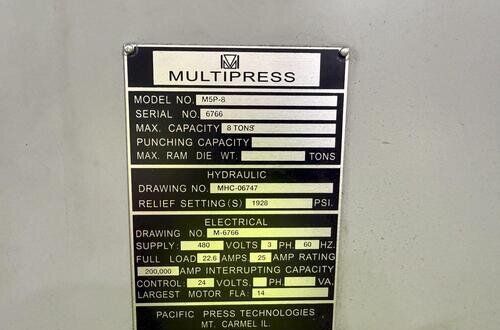 MULTIPRESS
MODEL NO. M5P-8
SERIAL NO. 6766
MAX. CAPACITY 8 TONS
PUNCHING CAPACITY
MAX. RAM DIE WT. TONS
HYDRAULIC
DRAWING NO. MHC-06747
RELIEF SETTING(S) 1928 PSI.
ELECTRICAL
DRAWING NO M-6766
SUPPLY: 480 VOLTS 3 PH. 60 HZ.
FULL LOAD 22.6 AMPS 25 AMP RATING
200,000 AMP INTERRUPTING CAPACITY
CONTROL: 24 VOLTS. PH. VA.
LARGEST MOTOR FLA: 14
PACIFIC PRESS TECHNOLOGIES
MT. CARMEL IL.